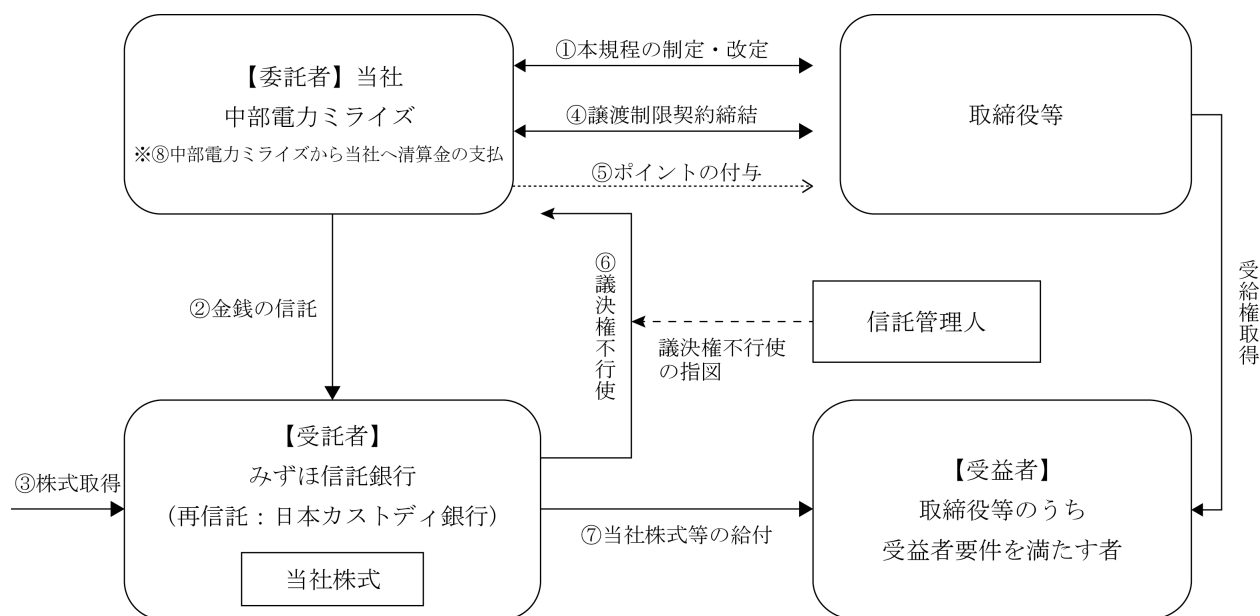 【委託者】当社
中部電力ミライズ
※⑧中部電力ミライズから当社へ清算金の支払
①本規程の制定・改定
④譲渡制限契約締結
⑤ポイントの付与
取締役等
②金銭の信託
⑥議決権不行使
信託管理人
議決権不行使
の指図
受給権取得
③株式取得
【受託者】
みずほ信託銀行
(再信託：日本カストディ銀行)
当社株式
⑦当社株式等の給付
【受益者】
取締役等のうち
受益者要件を満たす者